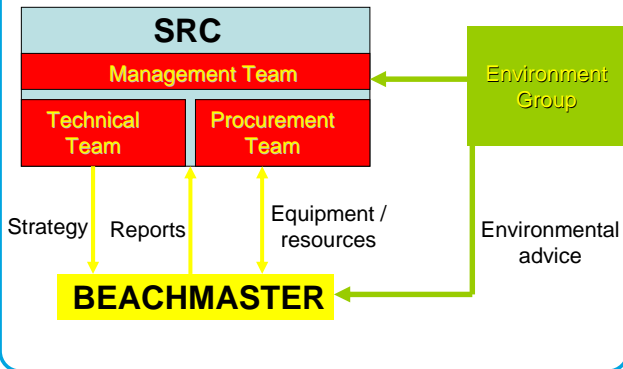 SRC
Management Team
Environment
Group
Technical
Team
Procurement
Team
Strategy
Reports
Equipment /
resources
Environmental
advice
BEACHMASTER